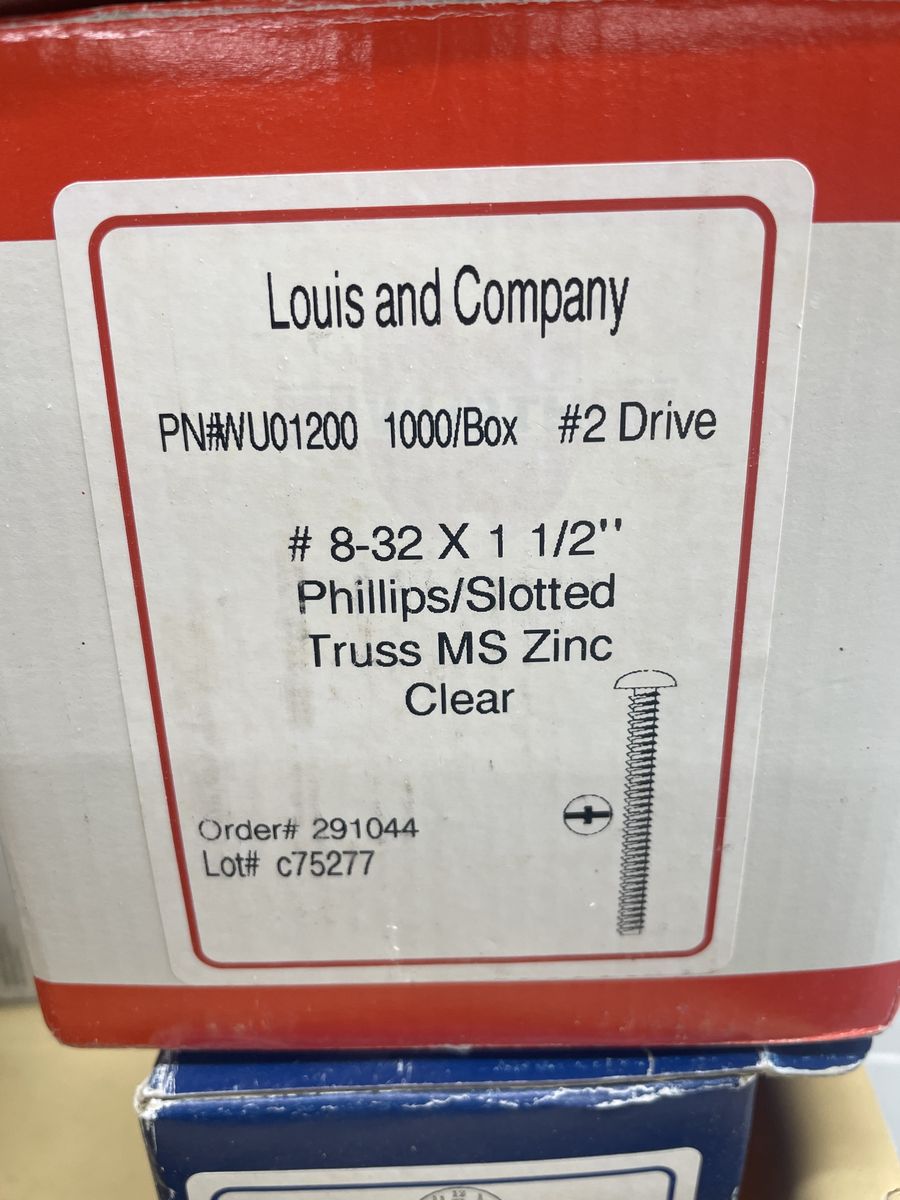 Louis and Company
PN#WU01200 1000/Box #2 Drive
# 8-32 X 1 1/2''
Phillips/Slotted
Truss MS Zinc
Clear
Order# 291044
Lot# c75277